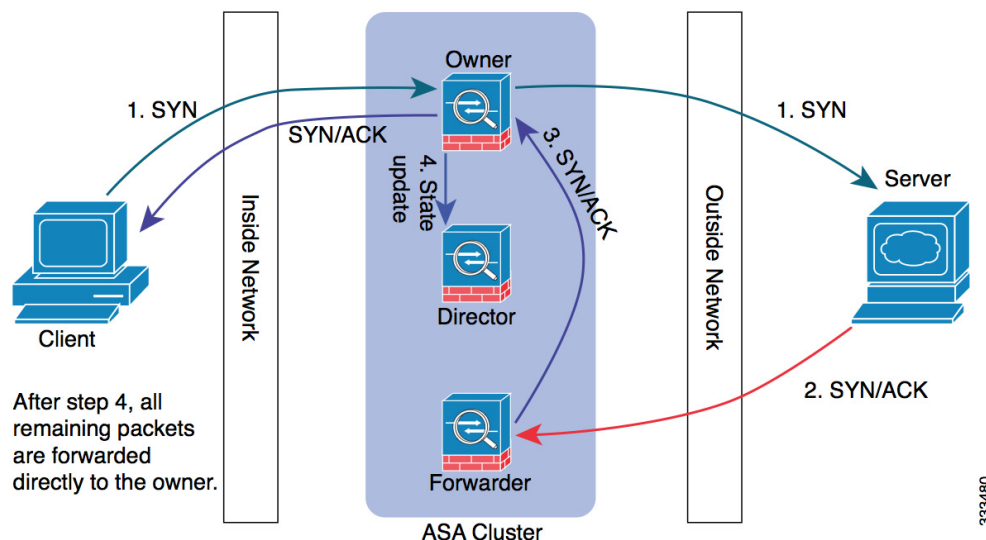 Owner
1. SYN
1. SYN
SYN/ACK
3. SYN/ACK
4. State
update
Server
Inside Network
Outside Network
Director
Client
2. SYN/ACK
After step 4, all
remaining packets
are forwarded
directly to the owner.
Forwarder
ASA Cluster
333480